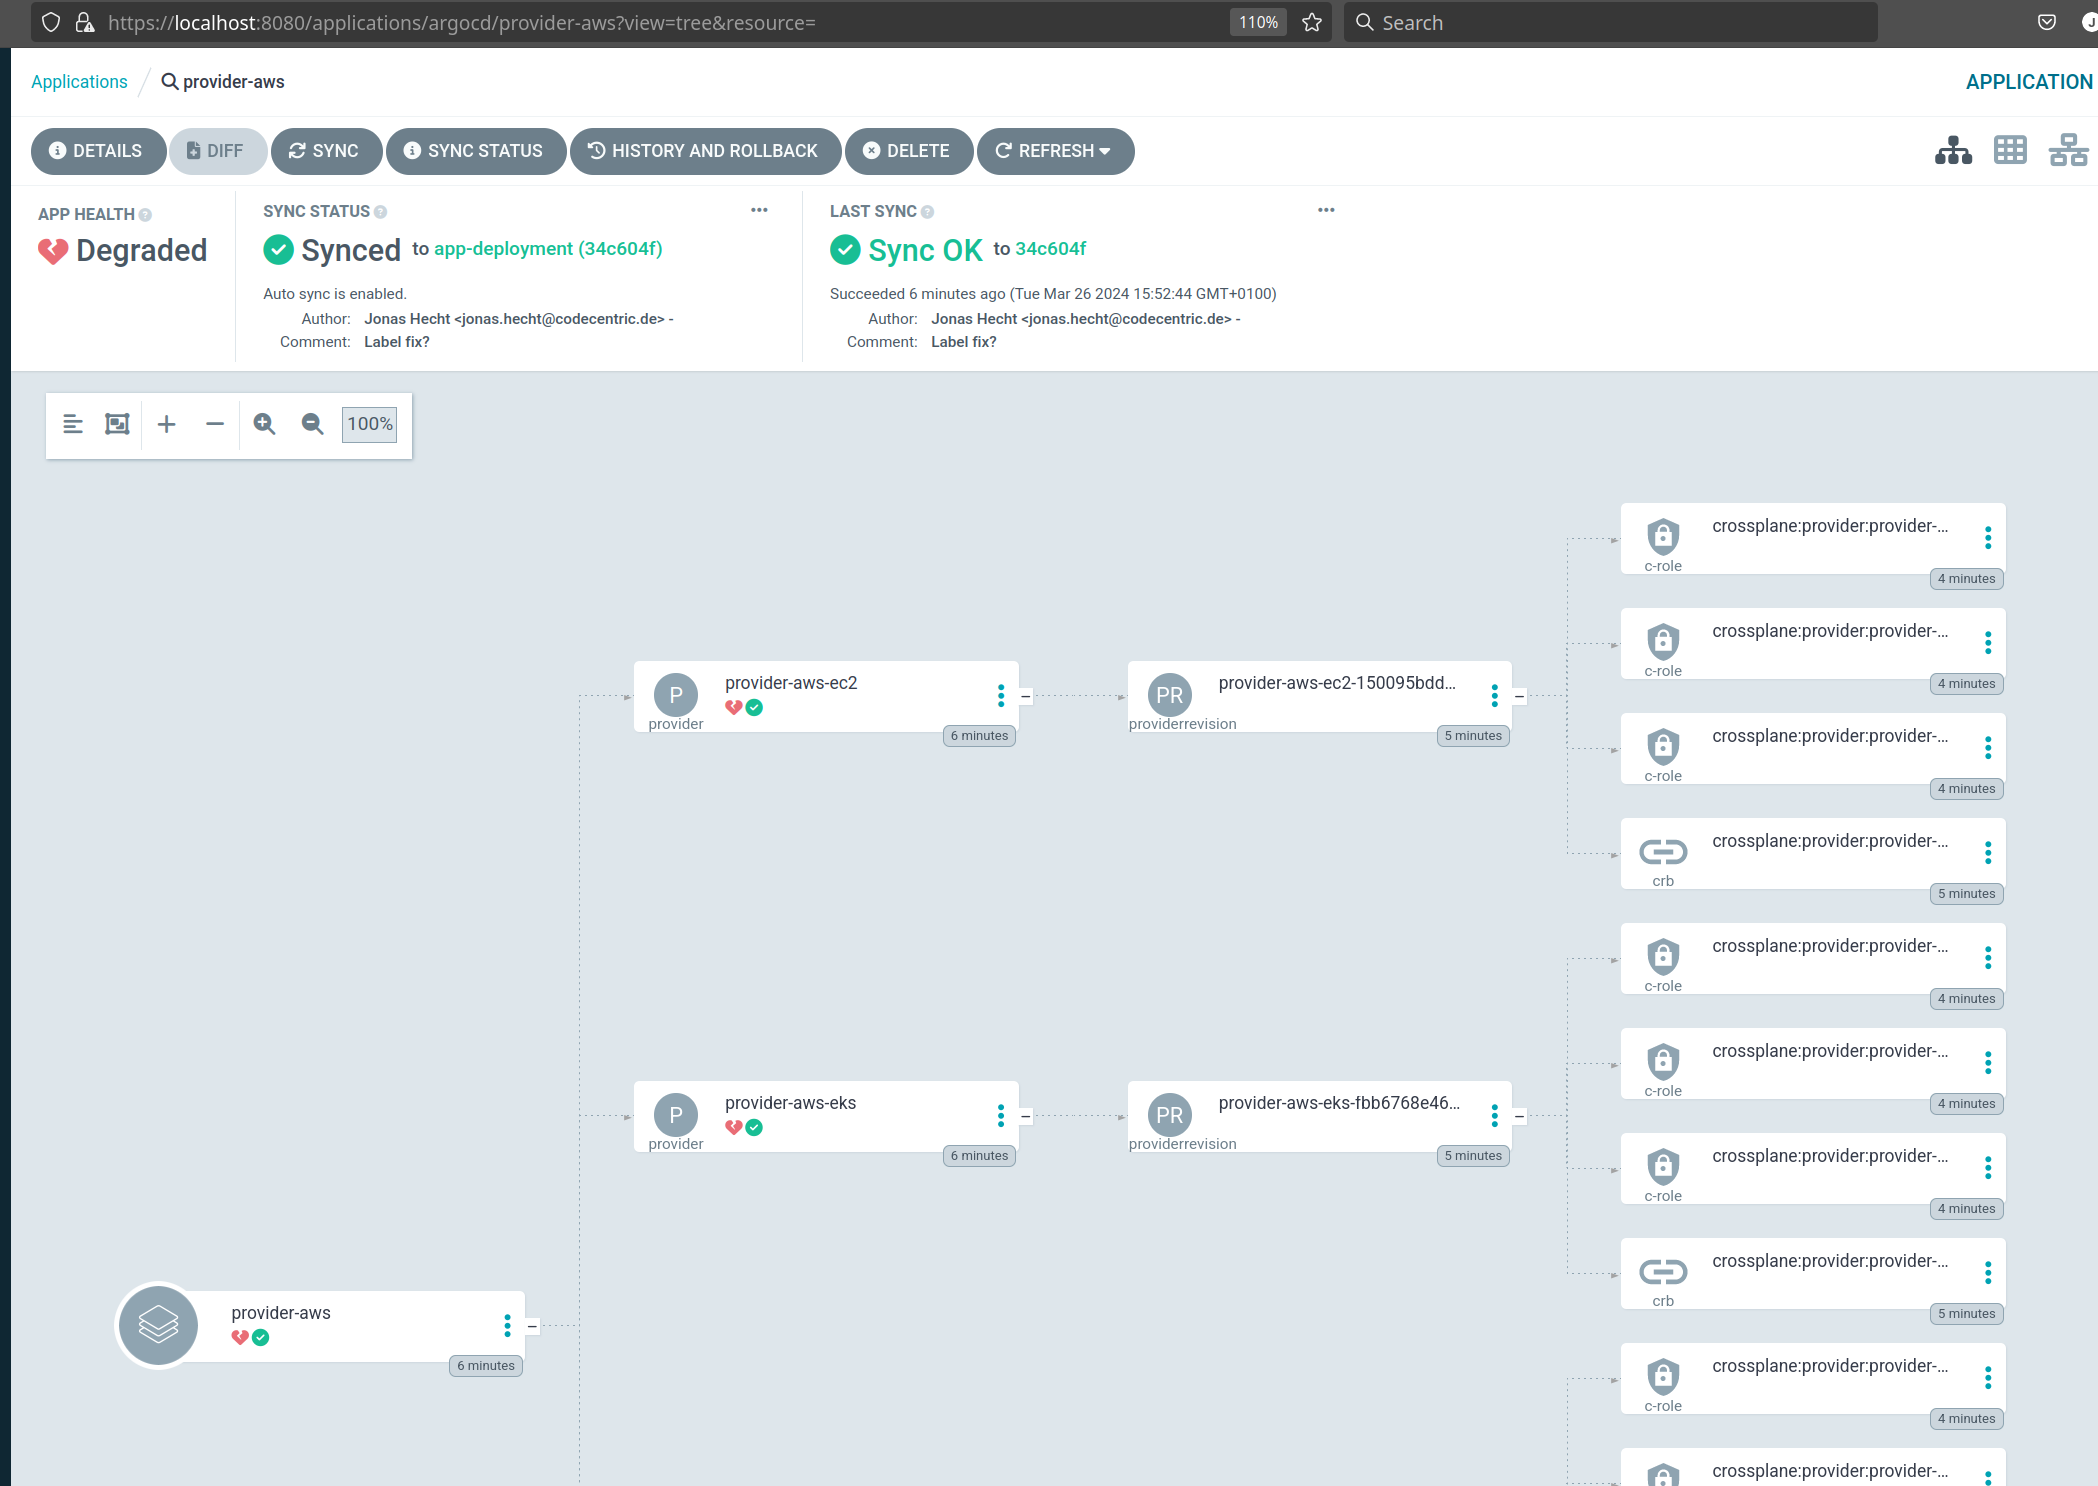 https://localhost:8080/applications/argocd/provider-aws?view=tree&resource=
110%
Search
J
Applications
provider-aws
APPLICATION
DETAILS
DIFF
SYNC
SYNC STATUS
HISTORY AND ROLLBACK
DELETE
REFRESH
APP HEALTH
Degraded
SYNC STATUS
Synced to app-deployment (34c604f)
Auto sync is enabled.
Author: Jonas Hecht <jonas.hecht@codecentric.de> -
Comment: Label fix?
LAST SYNC
Sync OK to 34c604f
Succeeded 6 minutes ago (Tue Mar 26 2024 15:52:44 GMT+0100)
Author: Jonas Hecht <jonas.hecht@codecentric.de> -
Comment: Label fix?
100%
provider-aws
6 minutes
P
provider
provider-aws-ec2
6 minutes
PR
providerrevision
provider-aws-ec2-150095bdd...
5 minutes
crossplane:provider:provider-...
c-role
4 minutes
crossplane:provider:provider-...
c-role
4 minutes
crossplane:provider:provider-...
c-role
4 minutes
crossplane:provider:provider-...
crb
5 minutes
P
provider
provider-aws-eks
6 minutes
PR
providerrevision
provider-aws-eks-fbb6768e46...
5 minutes
crossplane:provider:provider-...
c-role
4 minutes
crossplane:provider:provider-...
c-role
4 minutes
crossplane:provider:provider-...
c-role
4 minutes
crossplane:provider:provider-...
crb
5 minutes
crossplane:provider:provider-...
c-role
4 minutes
crossplane:provider:provider-...